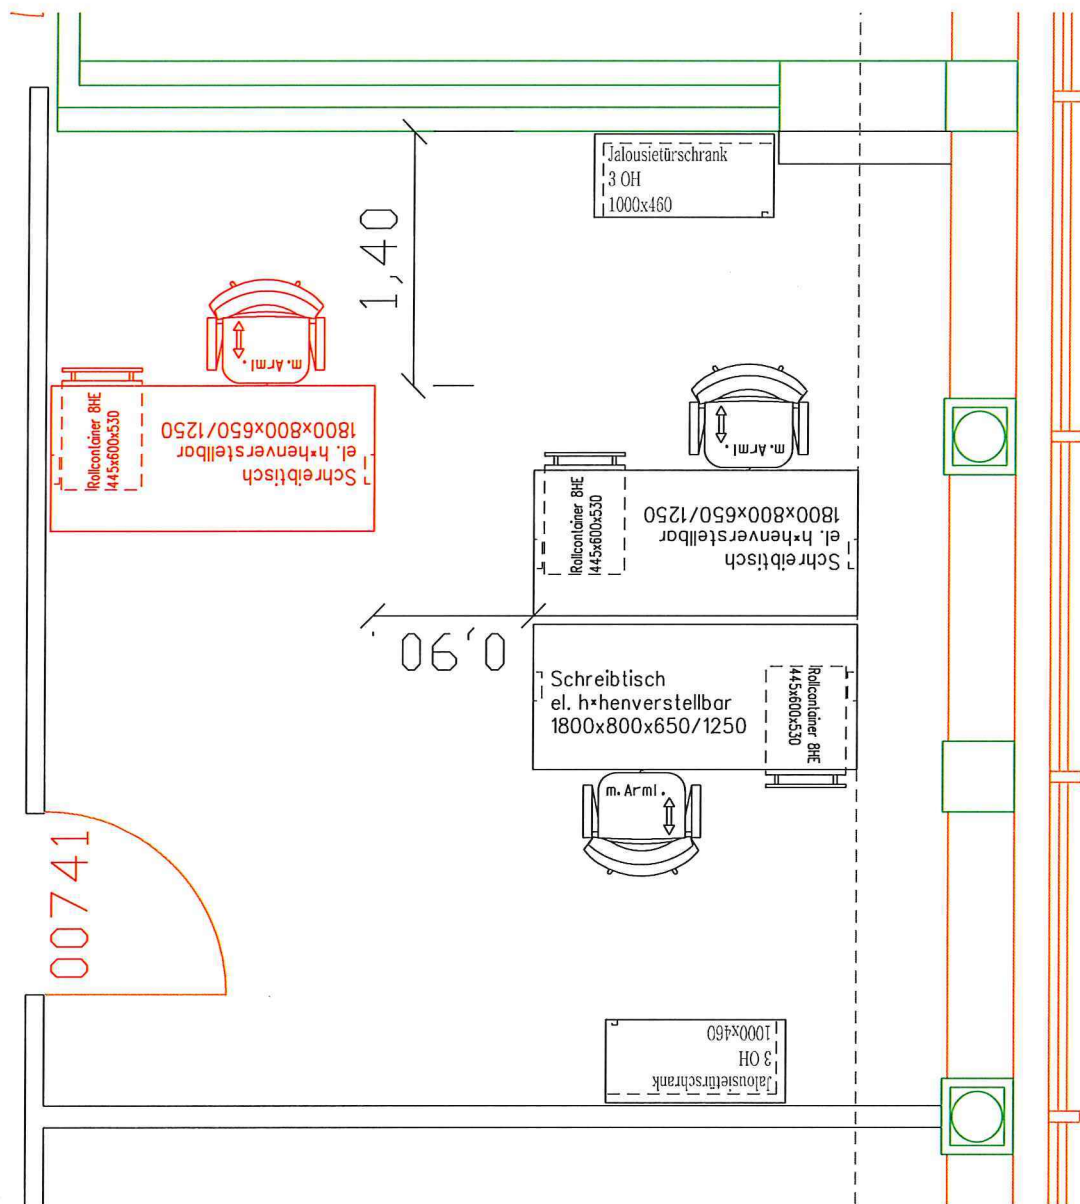 Jalousietürschrank
3 OH
1000x460
1,40
m.Arml.
Rollcontainer 8HE
445x600x530
Schreibtisch
el. h×henverstellbar
1800x800x650/1250
m.Arml.
Rollcontainer 8HE
445x600x530
Schreibtisch
el. h×henverstellbar
1800x800x650/1250
0,90
Schreibtisch
el. h×henverstellbar
1800x800x650/1250
Rollcontainer 8HE
445x600x530
m.Arml.
00741
Jalousietürschrank
3 OH
1000x460